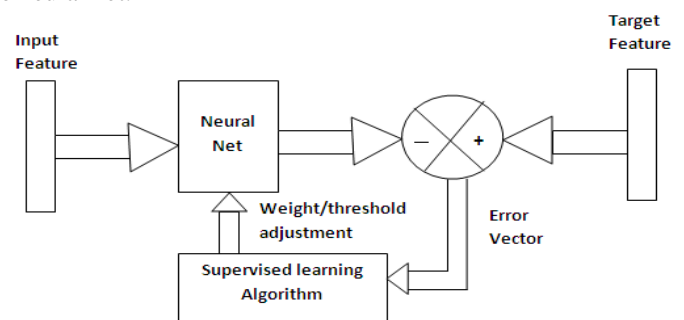 Input
Feature
Target
Feature
Neural
Net
–
+
Weight/threshold
adjustment
Error
Vector
Supervised learning
Algorithm